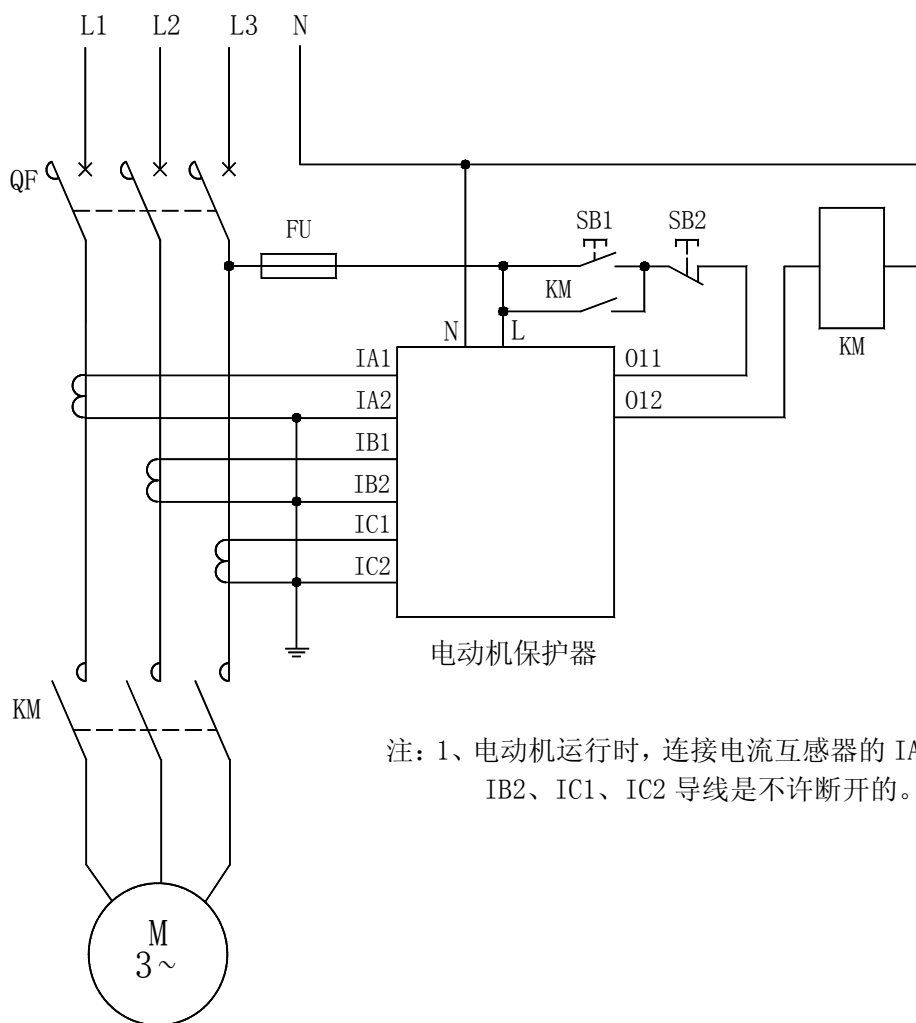 L1 L2 L3 N
QF
FU
SB1 SB2
KM
KM
N L
IA1
IA2
IB1
IB2
IC1
IC2
O11
O12
电动机保护器
KM
注: 1、电动机运行时,连接电流互感器的 IA
IB2、IC1、IC2 导线是不许断开的。
M
3~